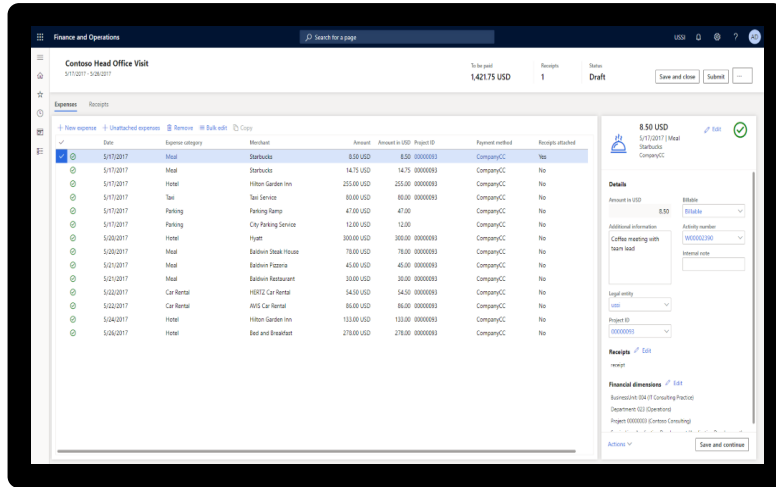 Finance and Operations
Search for a page
USSI
?
AD
Contoso Head Office Visit
5/17/2017 - 5/28/2017
To be paid
1,421.75 USD
Receipts
1
Status
Draft
Save and close
Submit
...
Expenses Receipts
+ New expense + Unattached expenses Remove Bulk edit Copy
Date Expense category Merchant Amount Amount in USD Project ID Payment method Receipts attached
5/17/2017 Meal Starbucks 8.50 USD 8.50 00000093 CompanyCC Yes
5/17/2017 Meal Starbucks 14.75 USD 14.75 00000093 CompanyCC No
5/17/2017 Hotel Hilton Garden Inn 255.00 USD 255.00 00000093 CompanyCC No
5/17/2017 Taxi Taxi Service 80.00 USD 80.00 00000093 CompanyCC No
5/17/2017 Parking Parking Ramp 47.00 USD 47.00 CompanyCC No
5/17/2017 Parking City Parking Service 12.00 USD 12.00 CompanyCC No
5/20/2017 Hotel Hyatt 300.00 USD 300.00 00000093 CompanyCC No
5/20/2017 Meal Baldwin Steak House 78.00 USD 78.00 00000093 CompanyCC No
5/21/2017 Meal Baldwin Pizzeria 45.00 USD 45.00 00000093 CompanyCC No
5/21/2017 Meal Baldwin Restaurant 30.00 USD 30.00 00000093 CompanyCC No
5/22/2017 Car Rental HERTZ Car Rental 54.50 USD 54.50 00000093 CompanyCC No
5/22/2017 Car Rental AVIS Car Rental 86.00 USD 86.00 00000093 CompanyCC No
5/24/2017 Hotel Hilton Garden Inn 133.00 USD 133.00 00000093 CompanyCC No
5/26/2017 Hotel Bed and Breakfast 278.00 USD 278.00 00000093 CompanyCC No
8.50 USD
Edit
5/17/2017 | Meal
Starbucks
CompanyCC
Details
Amount in USD Billable
8.50 Billable
Additional information Activity number
Coffee meeting with
team lead
W00002390
Internal note
Legal entity
ussi
Project ID
00000093
Receipts Edit
receipt
Financial dimensions Edit
BusinessUnit: 004 (IT Consulting Practice)
Department: 023 (Operations)
Project: 00000003 (Contoso Consulting)
Actions
Save and continue